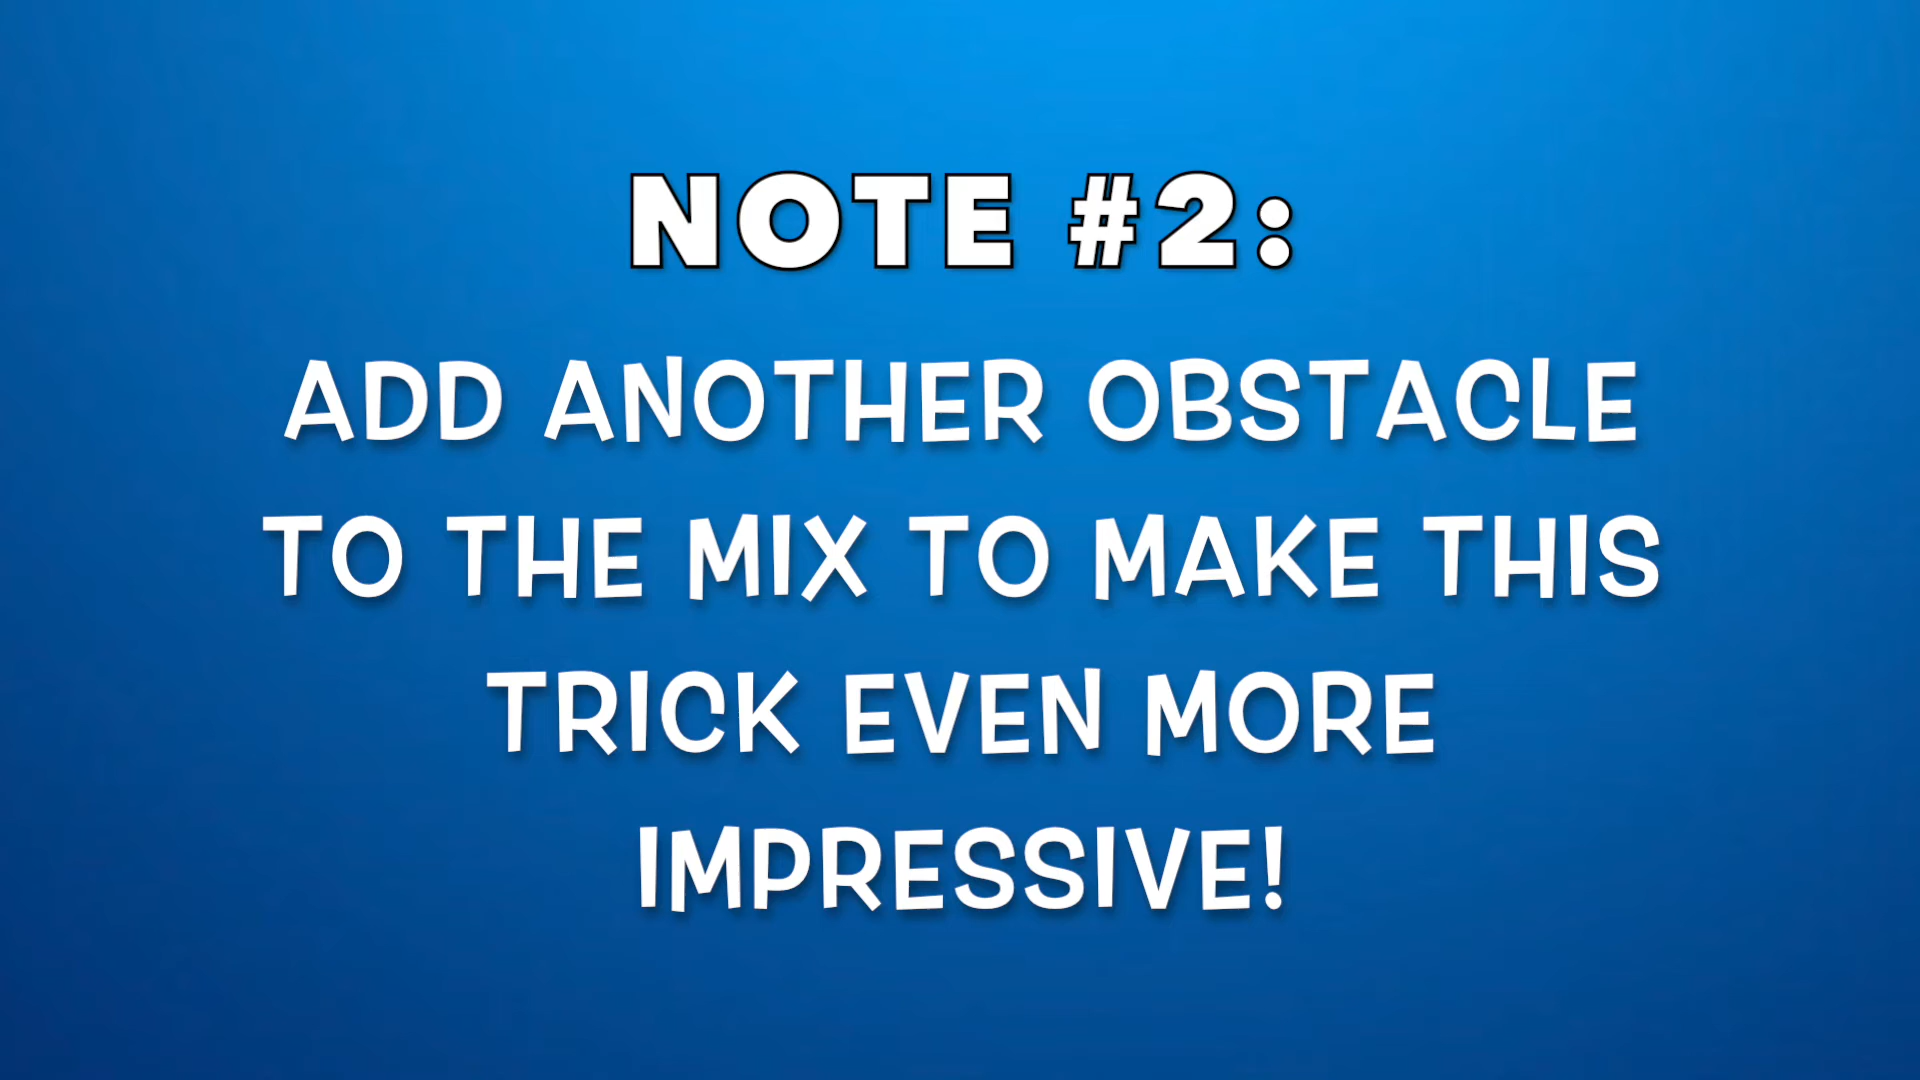 NOTE #2:
ADD ANOTHER OBSTACLE
TO THE MIX TO MAKE THIS
TRICK EVEN MORE
IMPRESSIVE!